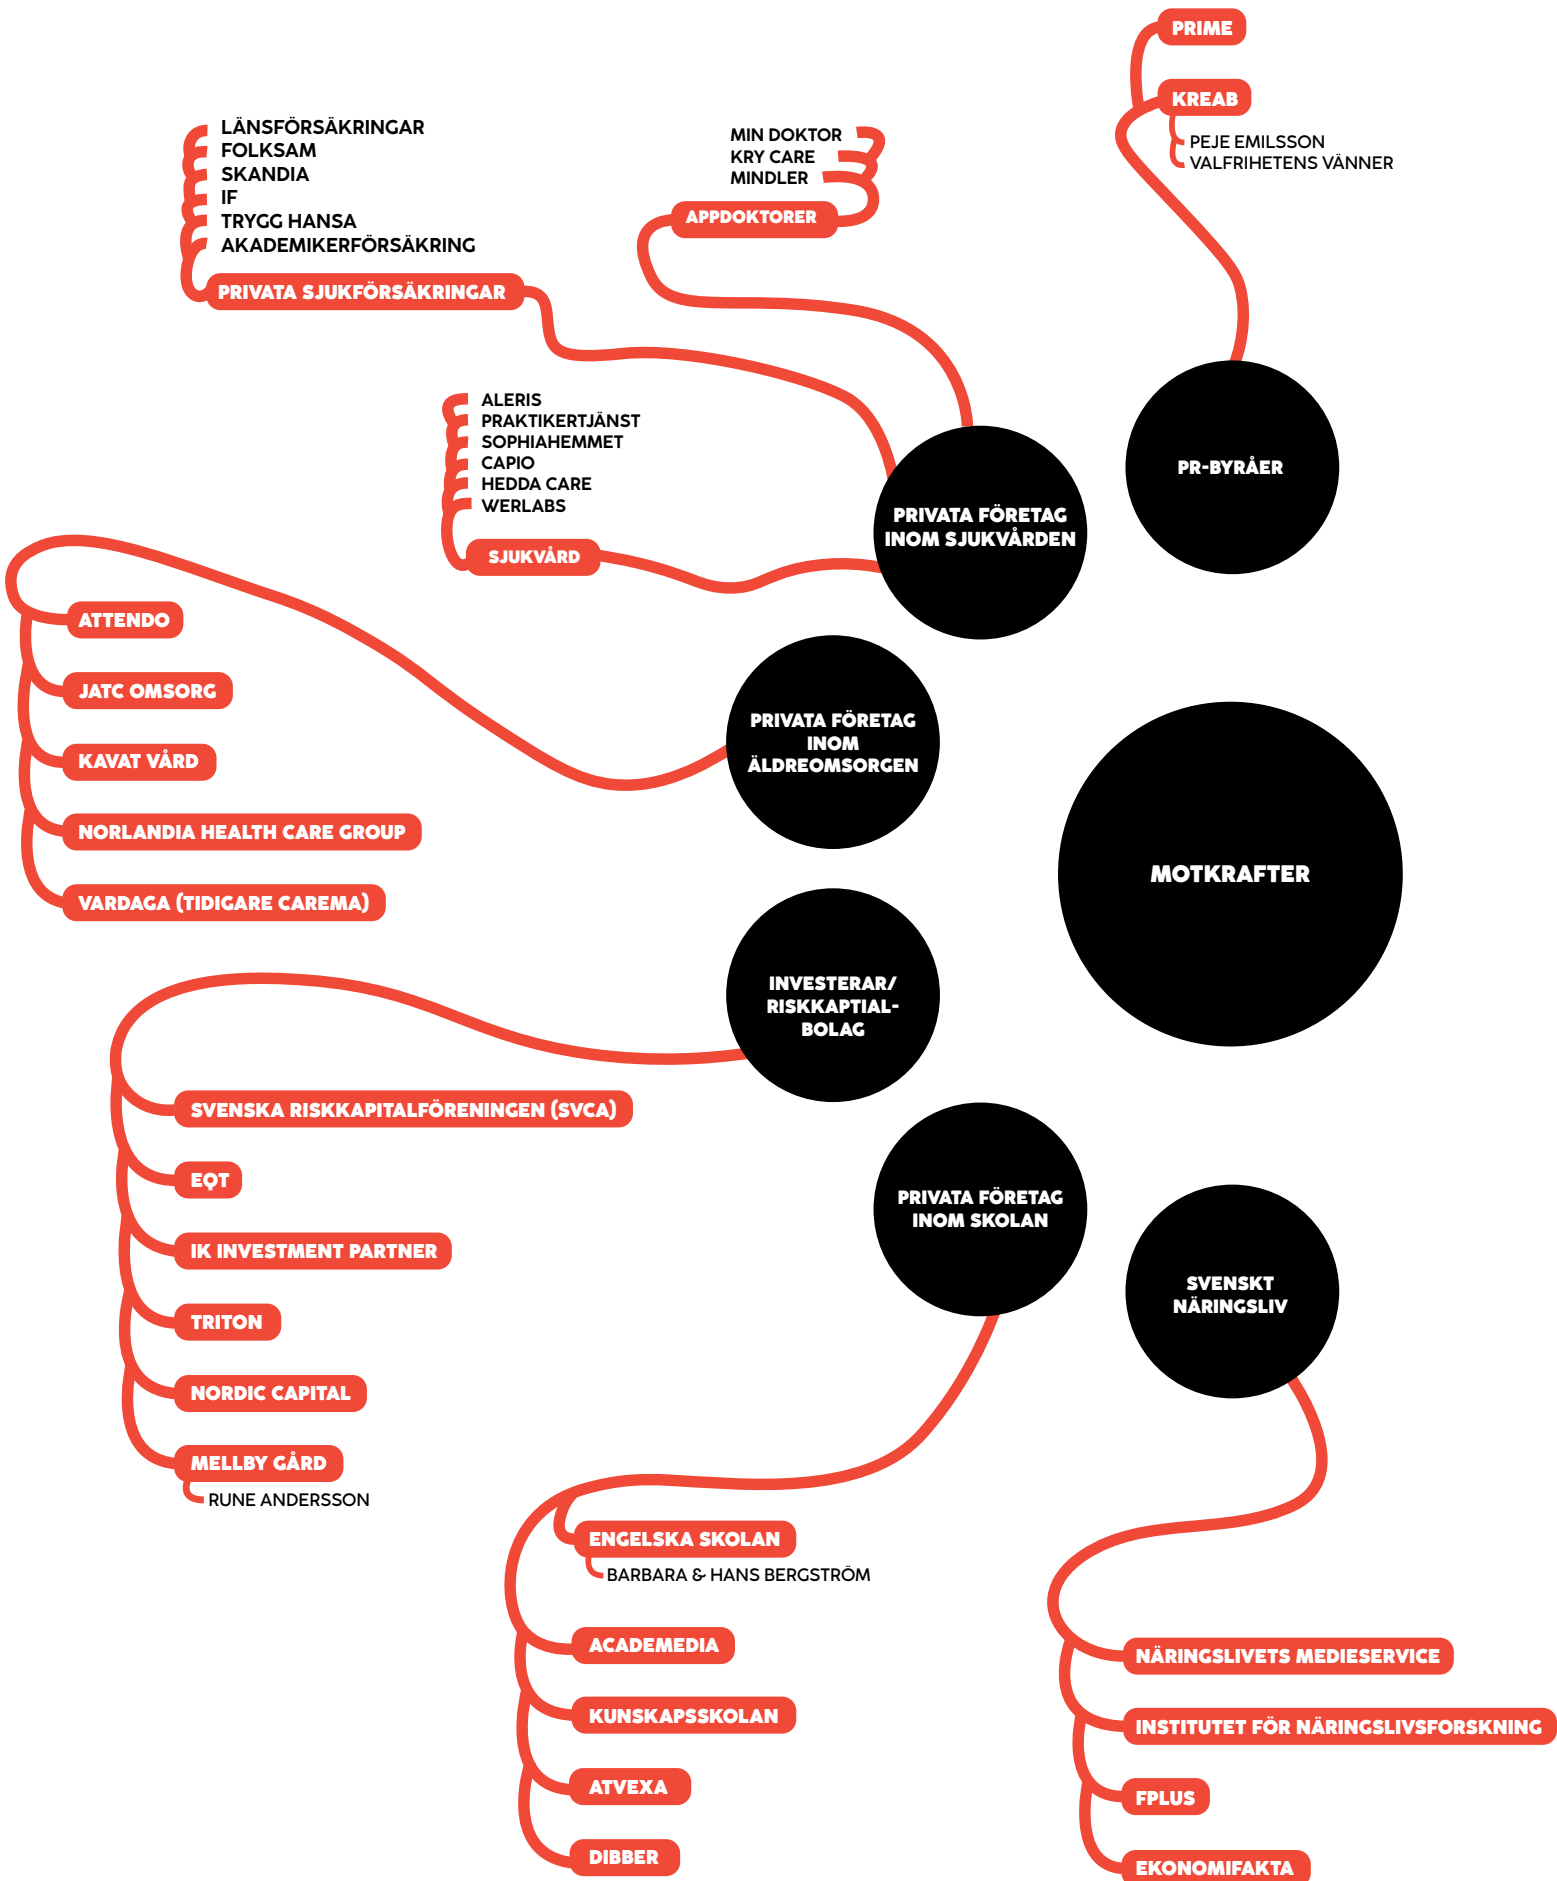 PRIME
KREAB
PEJE EMILSSON
VALFRIHETENS VÄNNER
LÄNSFÖRSÄKRINGAR
FOLKSAM
SKANDIA
IF
TRYGG HANSA
AKADEMIKERFÖRSÄKRING
PRIVATA SJUKFÖRSÄKRINGAR
MIN DOKTOR
KRY CARE
MINDLER
APPDOKTORER
ALERIS
PRAKTIKERTJÄNST
SOPHIAHEMMET
CAPIO
HEDDA CARE
WERLABS
SJUKVÅRD
PR-BYRÅER
PRIVATA FÖRETAG
INOM SJUKVÅRDEN
ATTENDO
JATC OMSORG
KAVAT VÅRD
NORLANDIA HEALTH CARE GROUP
VARDAGA (TIDIGARE CAREMA)
PRIVATA FÖRETAG
INOM
ÄLDREOMSORGEN
MOTKRAFTER
INVESTERAR/
RISKKAPTIAL-
BOLAG
SVENSKA RISKKAPITALFÖRENINGEN (SVCA)
EQT
IK INVESTMENT PARTNER
TRITON
NORDIC CAPITAL
MELLBY GÅRD
RUNE ANDERSSON
PRIVATA FÖRETAG
INOM SKOLAN
SVENSKT
NÄRINGSLIV
ENGELSKA SKOLAN
BARBARA & HANS BERGSTRÖM
ACADEMEDIA
KUNSKAPSSKOLAN
ATVEXA
DIBBER
NÄRINGSLIVETS MEDIESERVICE
INSTITUTET FÖR NÄRINGSLIVSFORSKNING
FPLUS
EKONOMIFAKTA